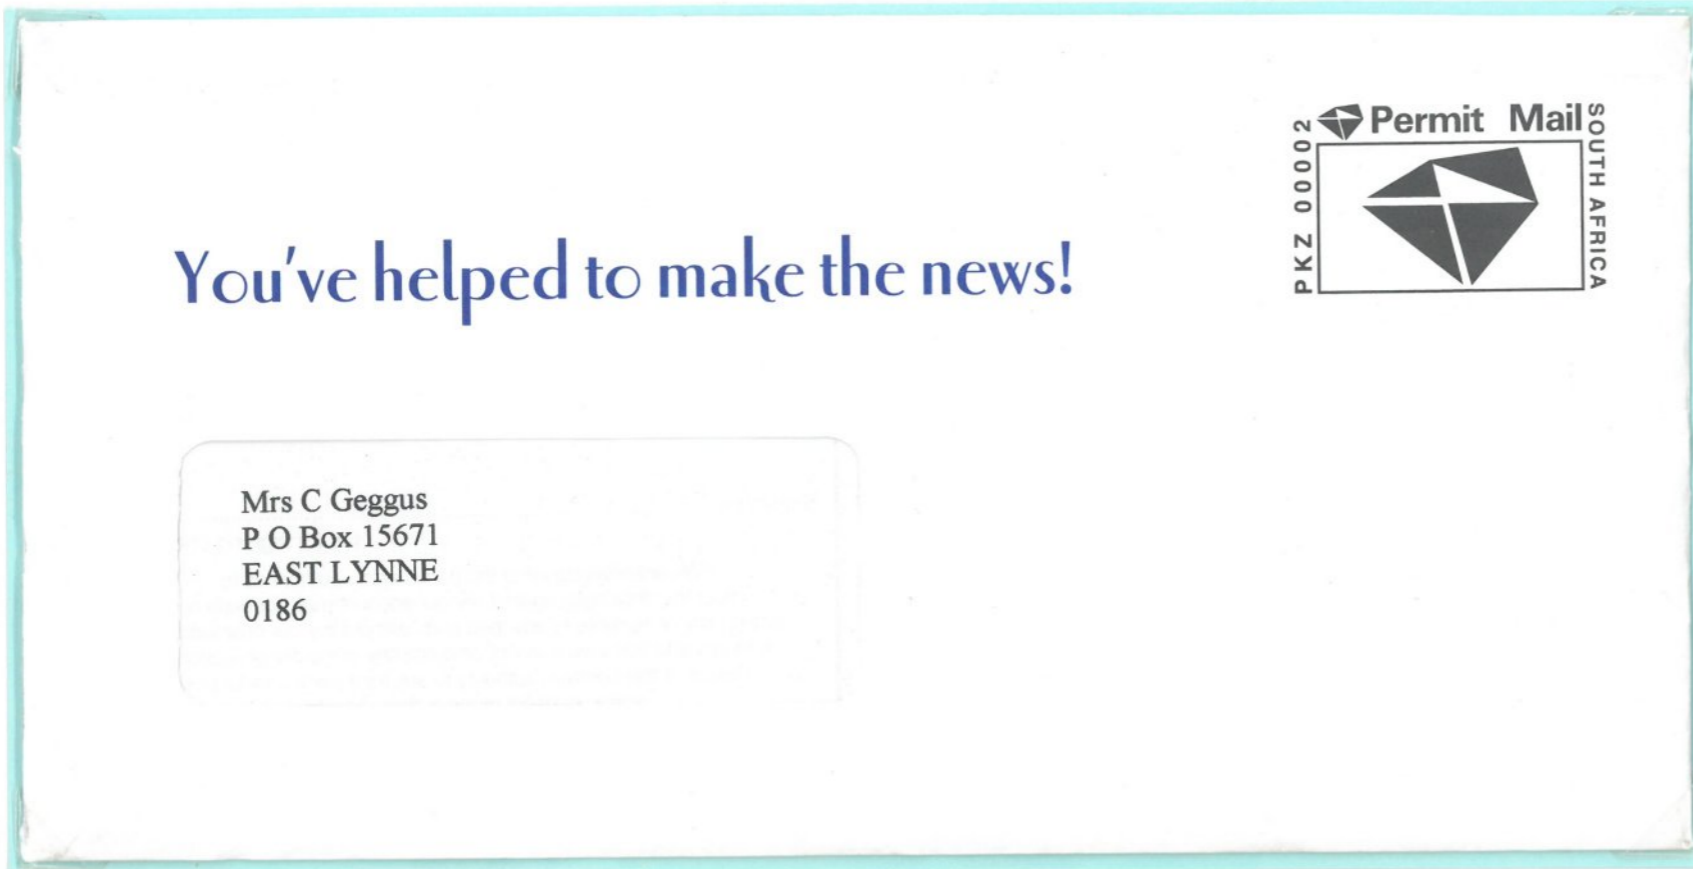 Permit Mail
PKZ 00002
SOUTH AFRICA
You've helped to make the news!
Mrs C Geggus
P O Box 15671
EAST LYNNE
0186